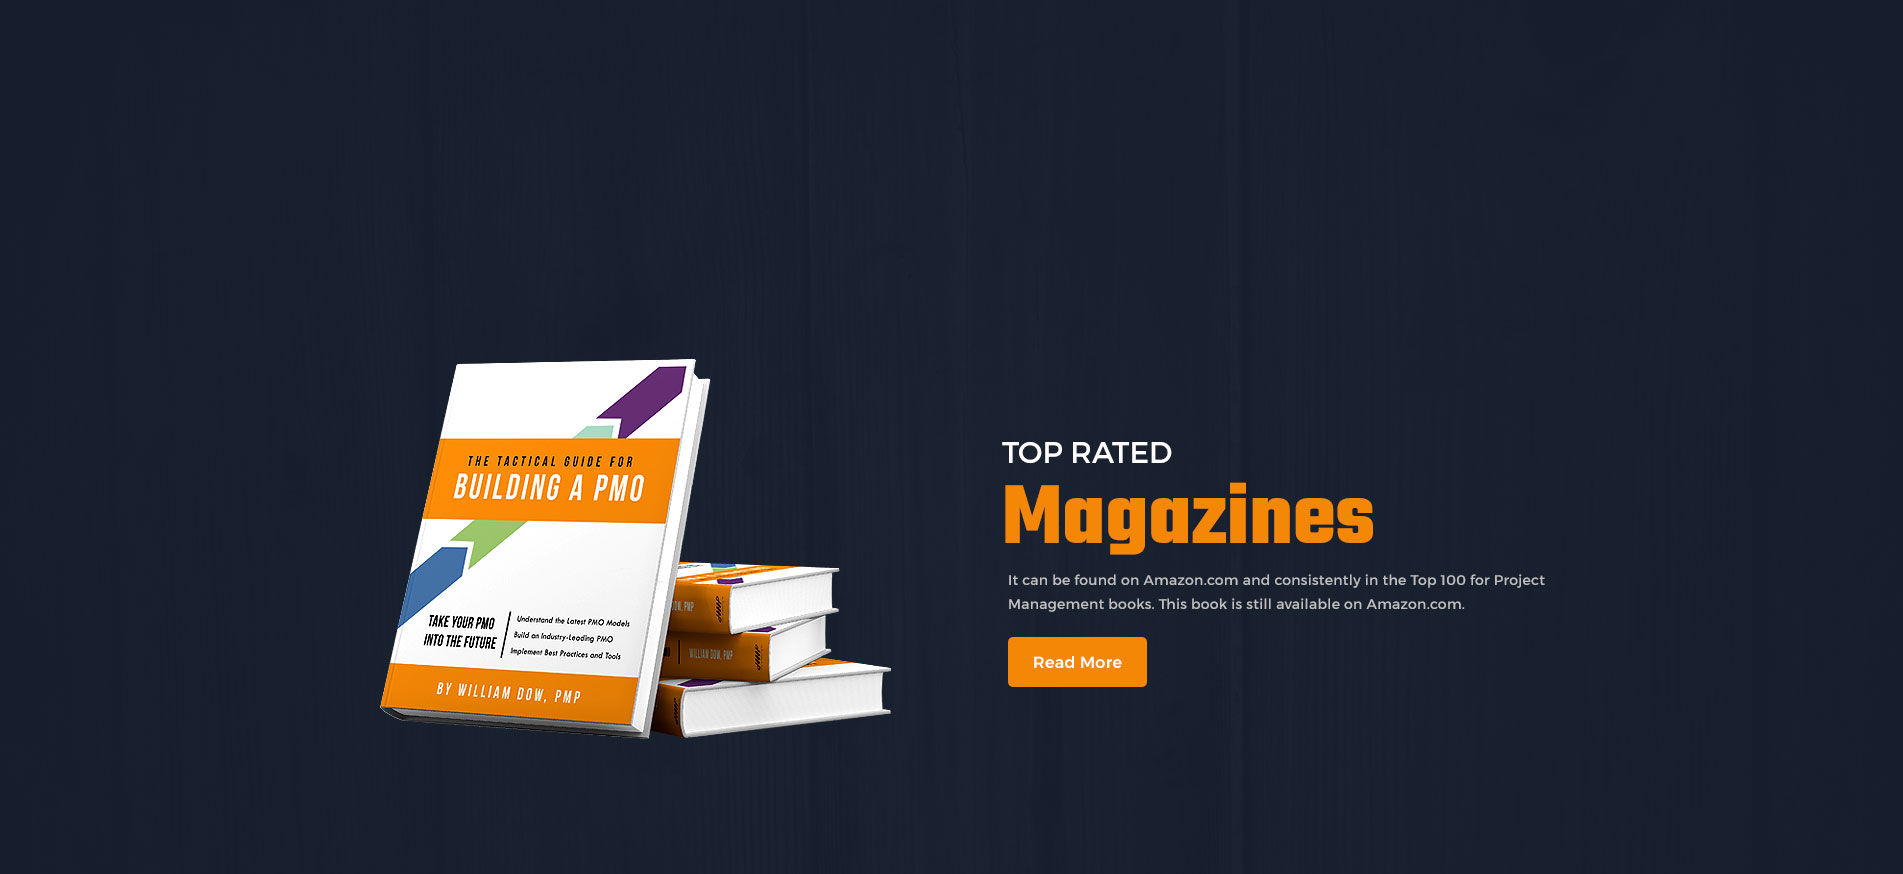 THE TACTICAL GUIDE FOR
BUILDING A PMO
TAKE YOUR PMO
INTO THE FUTURE
Understand the Latest PMO Models
Build an Industry-Leading PMO
Implement Best Practices and Tools
BY WILLIAM DOW, PMP
DOW, PMP
WILLIAM DOW, PMP
TOP RATED
Magazines
It can be found on Amazon.com and consistently in the Top 100 for Project
Management books. This book is still available on Amazon.com.
Read More